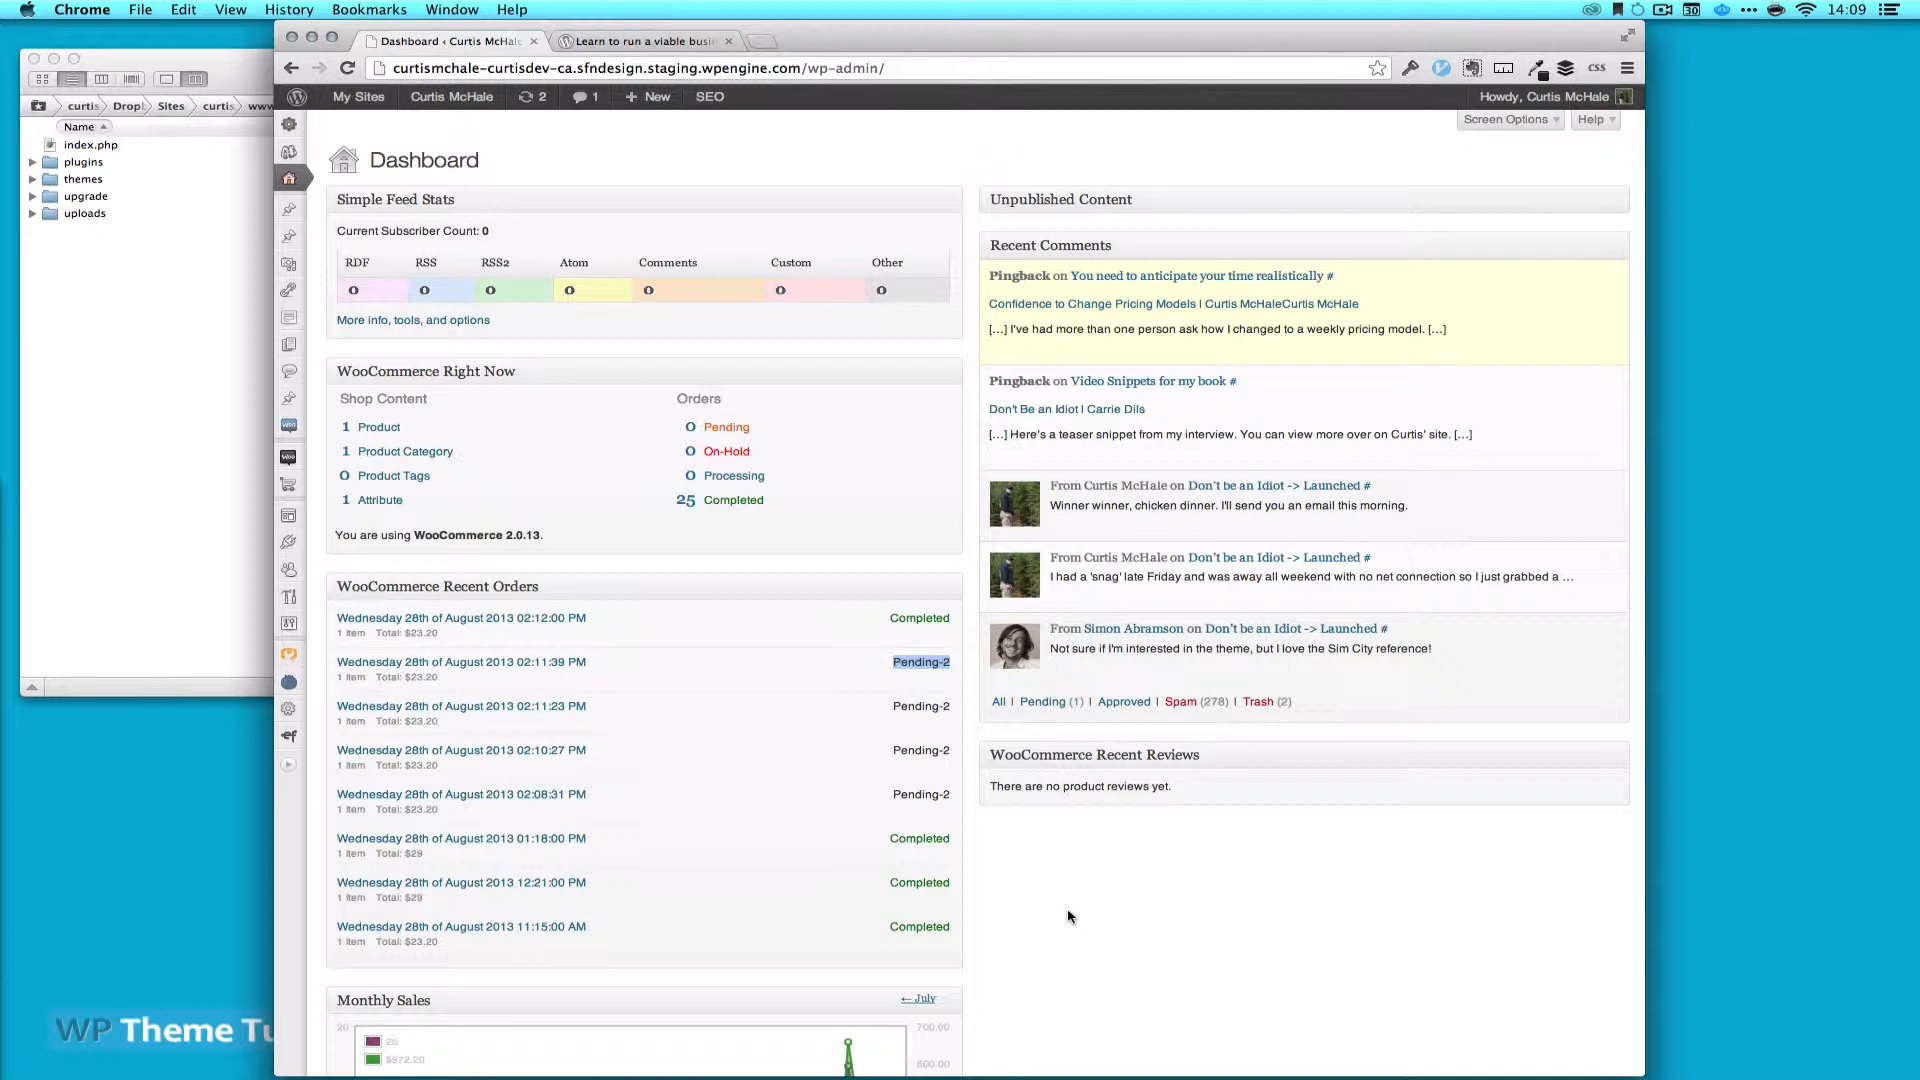 Chrome File Edit View History Bookmarks Window Help
30 14:09
Dashboard ‹ Curtis McHale
Learn to run a viable busi
curtismchale-curtisdev-ca.sfndesign.staging.wpengine.com/wp-admin/
CSS
curtis Drop Sites curtis www
Name
index.php
plugins
themes
upgrade
uploads
My Sites Curtis McHale 2 1 + New SEO
Howdy, Curtis McHale
Screen Options Help
Dashboard
Simple Feed Stats
Current Subscriber Count: 0
RDF RSS RSS2 Atom Comments Custom Other
0 0 0 0 0 0 0
More info, tools, and options
WooCommerce Right Now
Shop Content Orders
1 Product 0 Pending
1 Product Category 0 On-Hold
0 Product Tags 0 Processing
1 Attribute 25 Completed
You are using WooCommerce 2.0.13.
WooCommerce Recent Orders
Wednesday 28th of August 2013 02:12:00 PM Completed
1 item Total: $23.20
Wednesday 28th of August 2013 02:11:39 PM Pending-2
1 item Total: $23.20
Wednesday 28th of August 2013 02:11:23 PM Pending-2
1 item Total: $23.20
Wednesday 28th of August 2013 02:10:27 PM Pending-2
1 item Total: $23.20
Wednesday 28th of August 2013 02:08:31 PM Pending-2
1 item Total: $23.20
Wednesday 28th of August 2013 01:18:00 PM Completed
1 item Total: $29
Wednesday 28th of August 2013 12:21:00 PM Completed
1 item Total: $29
Wednesday 28th of August 2013 11:15:00 AM Completed
1 item Total: $23.20
Monthly Sales ← July
20 25 700.00
$972.20 600.00
Unpublished Content
Recent Comments
Pingback on You need to anticipate your time realistically #
Confidence to Change Pricing Models | Curtis McHaleCurtis McHale
[…] I've had more than one person ask how I changed to a weekly pricing model. […]
Pingback on Video Snippets for my book #
Don't Be an Idiot | Carrie Dils
[…] Here's a teaser snippet from my interview. You can view more over on Curtis' site. […]
From Curtis McHale on Don't be an Idiot -> Launched #
Winner winner, chicken dinner. I'll send you an email this morning.
From Curtis McHale on Don't be an Idiot -> Launched #
I had a 'snag' late Friday and was away all weekend with no net connection so I just grabbed a …
From Simon Abramson on Don't be an Idiot -> Launched #
Not sure if I'm interested in the theme, but I love the Sim City reference!
All | Pending (1) | Approved | Spam (278) | Trash (2)
WooCommerce Recent Reviews
There are no product reviews yet.
WP Theme Tu